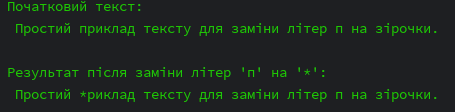 Початковий текст:
Простий приклад тексту для заміни літер п на зірочки.
Результат після заміни літер 'п' на '*':
Простий *риклад тексту для заміни літер п на зірочки.